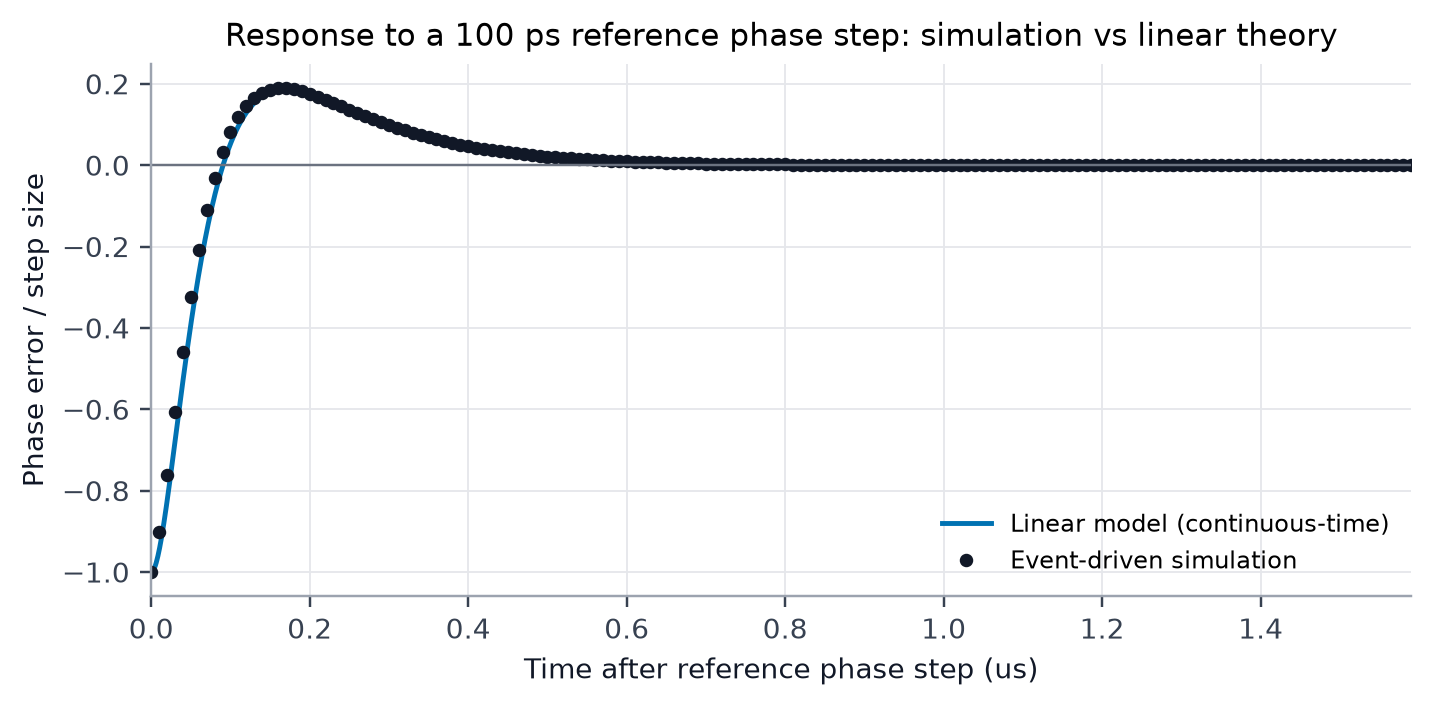 Response to a 100 ps reference phase step: simulation vs linear theory
Phase error / step size
0.2
0.0
−0.2
−0.4
−0.6
−0.8
−1.0
Linear model (continuous-time)
Event-driven simulation
0.0 0.2 0.4 0.6 0.8 1.0 1.2 1.4
Time after reference phase step (us)